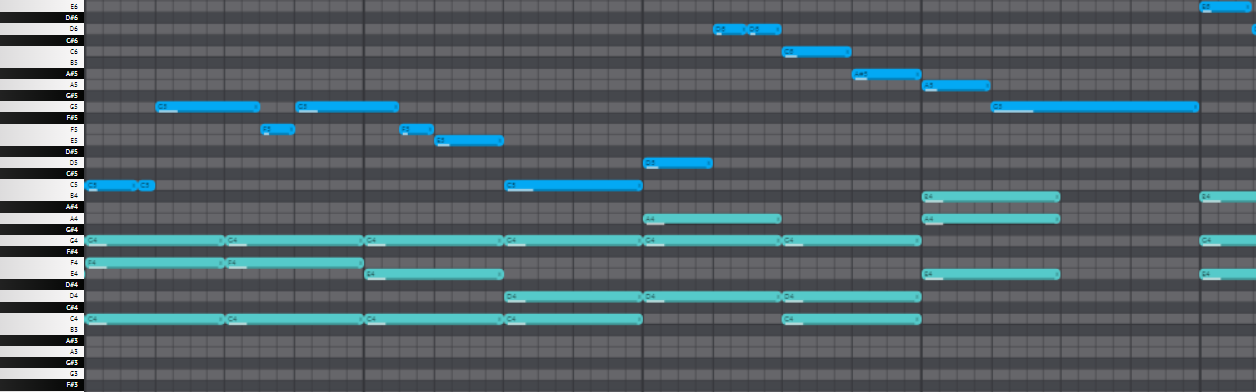 E6
D#6
D6
C#6
C6
B5
A#5
A5
G#5
G5
F#5
F5
E5
D#5
D5
C#5
C5
B4
A#4
A4
G#4
G4
F#4
F4
E4
D#4
D4
C#4
C4
B3
A#3
A3
G#3
G3
F#3
E6
D6 D6
C6
A#5
A5
G5 G5 G5
F5 F5
E5
D5
C5 C5 C5
B4 B4
A4 A4
G4 G4 G4 G4 G4 G4 G4
F4 F4
E4 E4 E4
D4 D4 D4
C4 C4 C4 C4 C4